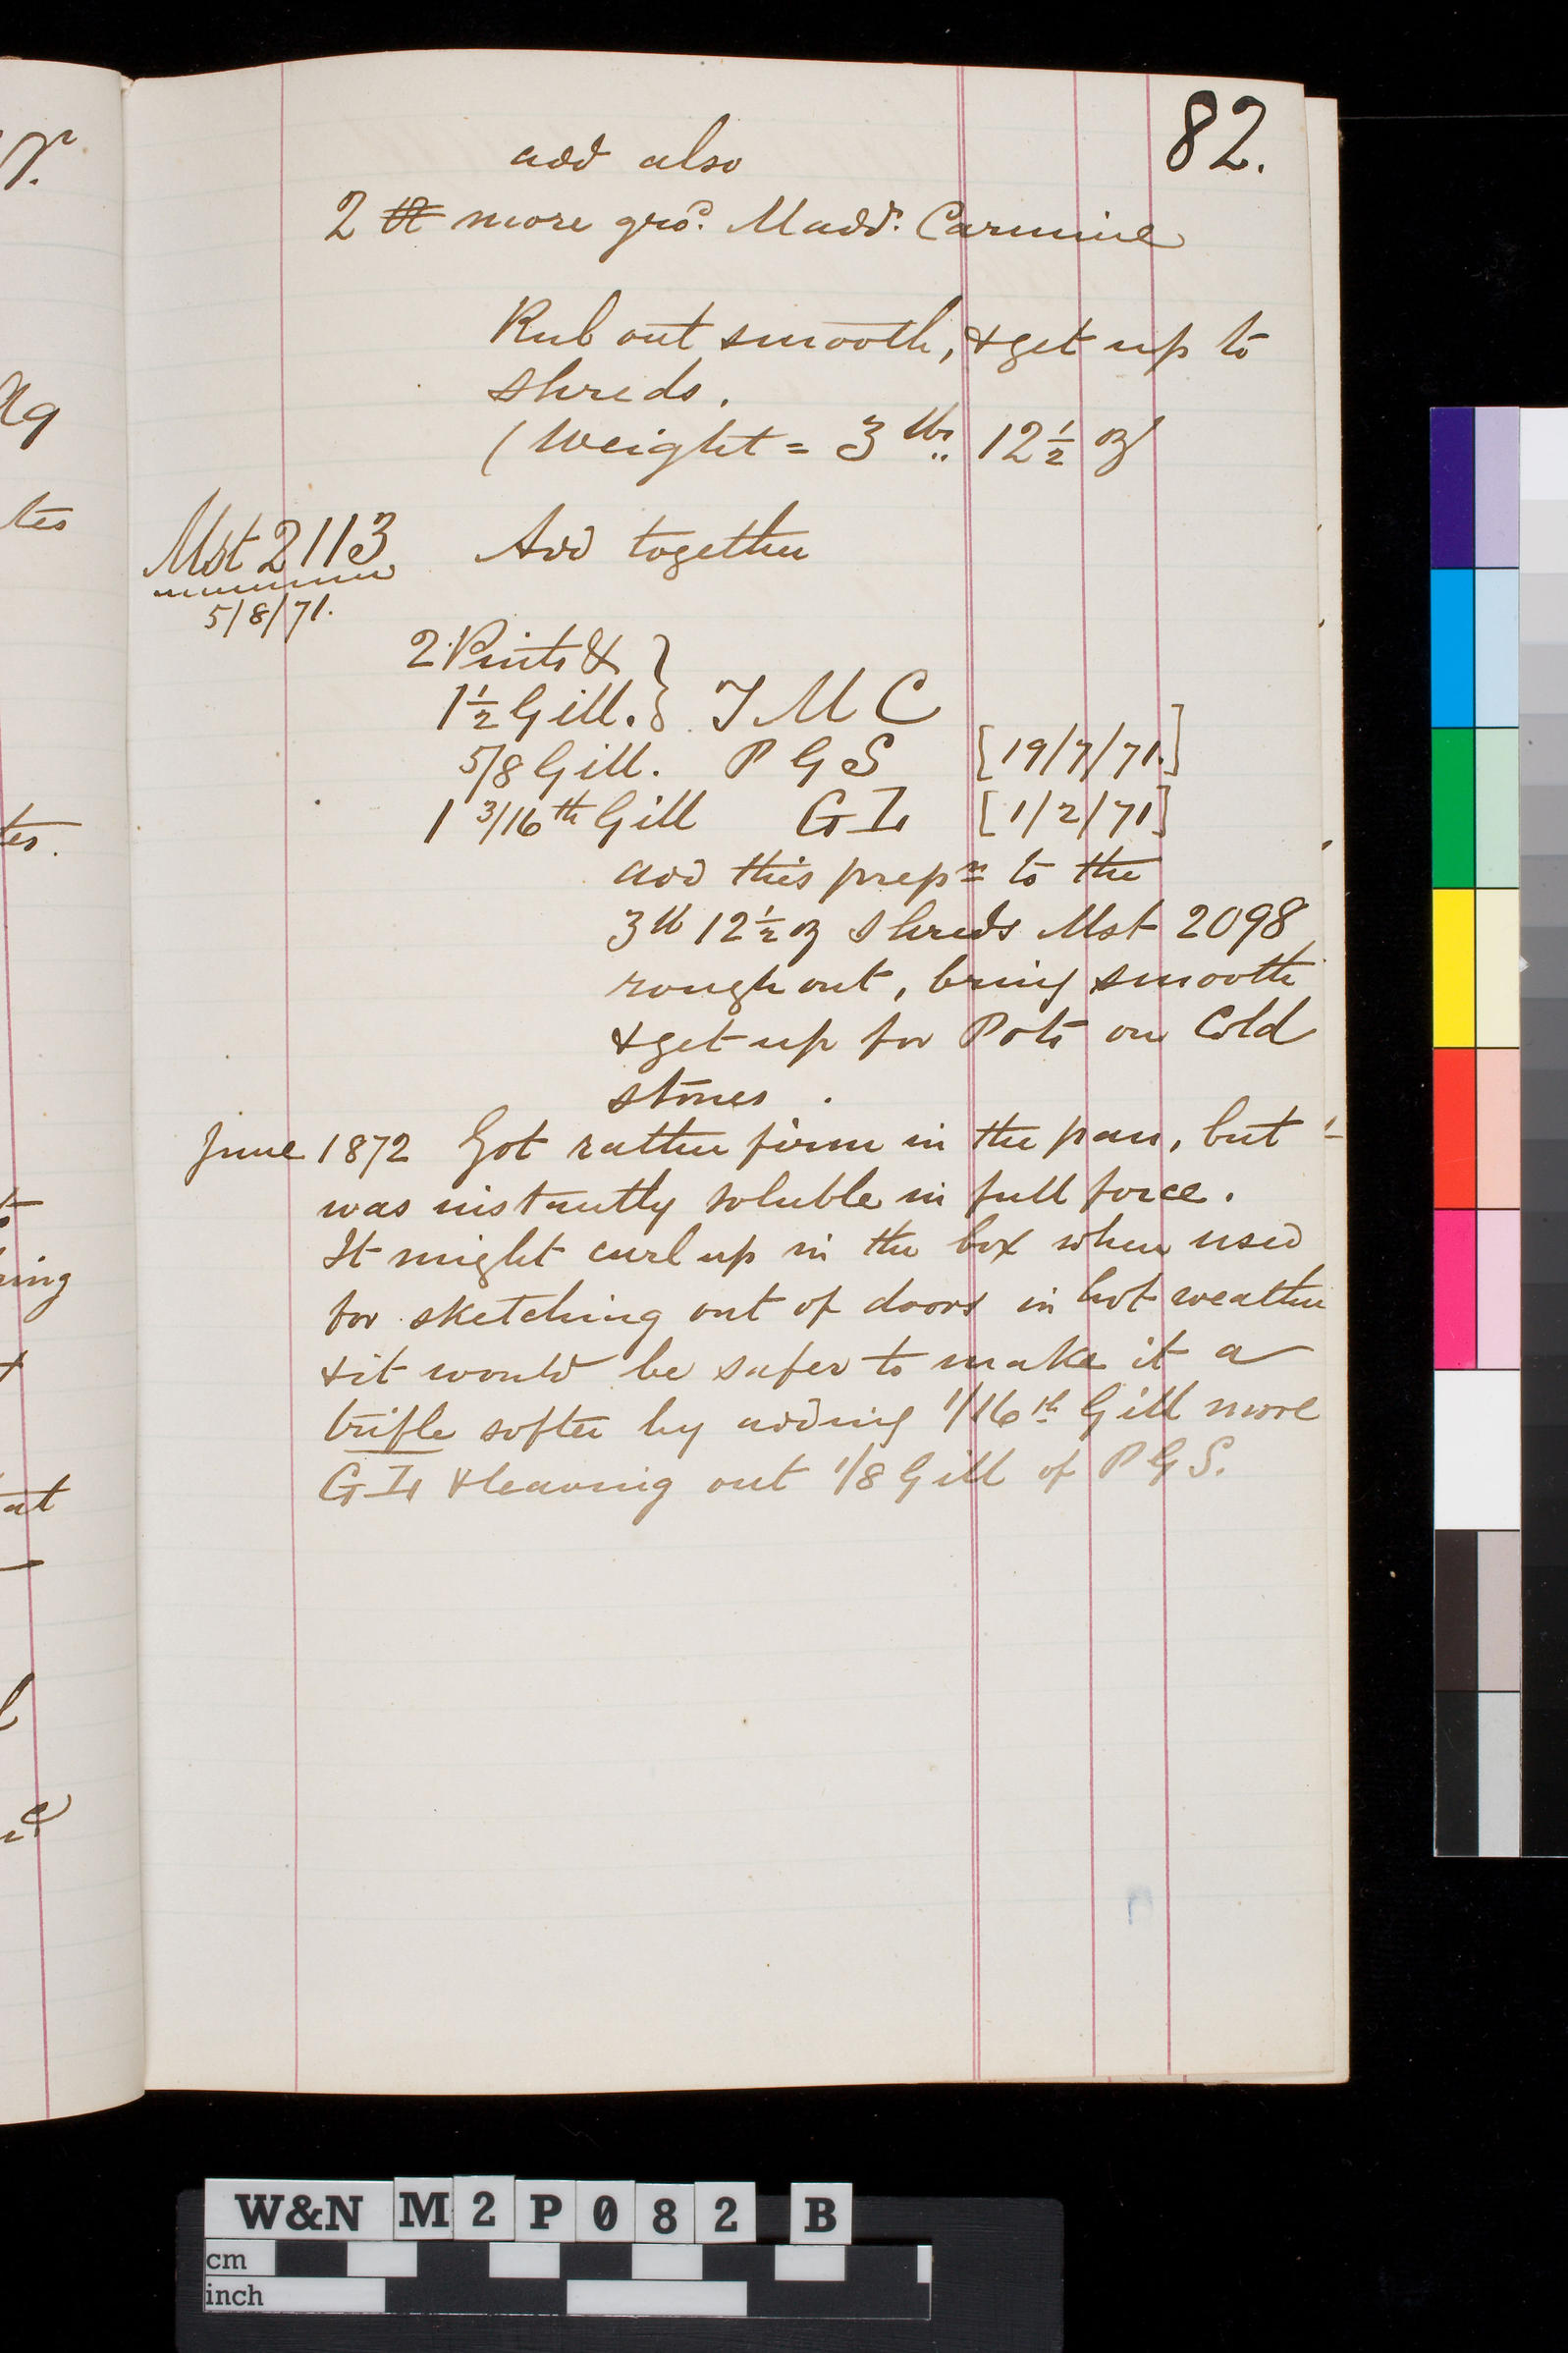 82.
add also
2 lb more gro.d Madd.r Carmine
Rub out smooth, & get up to
shreds.
(Weight = 3 lbs.. 12 ½ oz
Mst 2113
5/8/71.
Add together
2 Pints &
1½ Gill. } T M C
5/8 Gill. P G S [19/7/71.]
1 3/16th Gill G L [1/2/71]
add this prepn to the
3 lb 12 ½ oz shreds Mst 2098
rough out, bring smooth
& get up for Pots on Cold
stones.
June 1872 Got rather firm in the pan, but
was instantly soluble in full force.
It might curl up in the box when used
for sketching out of doors in hot weather
& it would be safer to make it a
trifle softer by adding 1/16th Gill more
G L & leaving out 1/8 Gill of P G S.
r.
tes
tes.
ing
at
W&N M 2 P 0 8 2 B
cm
inch